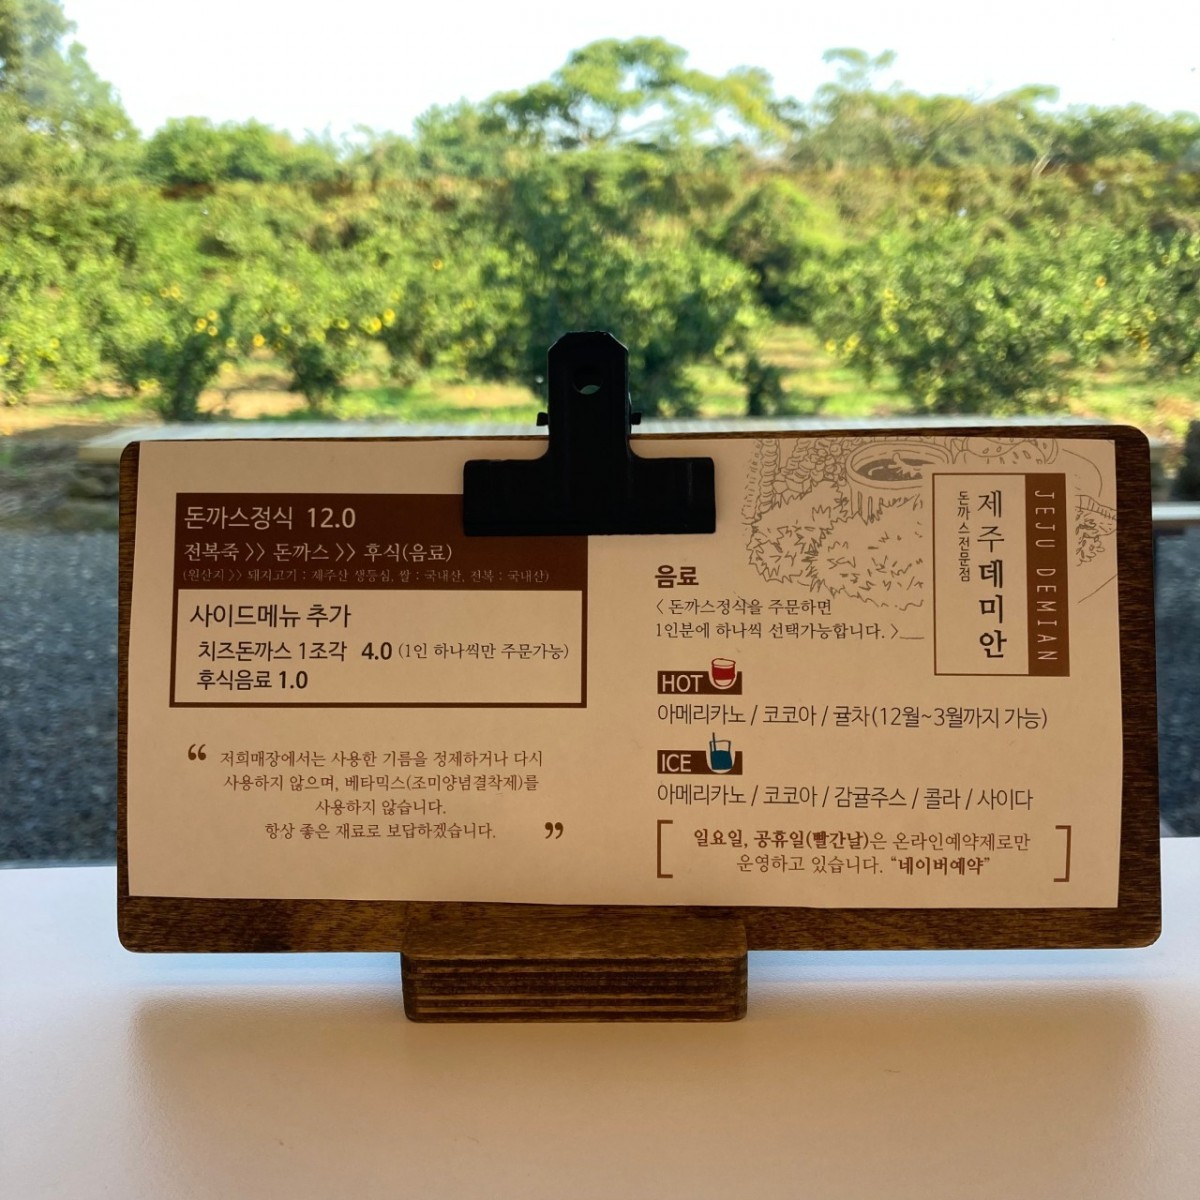 돈까스정식 12.0
전복죽 >> 돈까스 >> 후식(음료)
(원산지 >> 돼지고기 : 제주산 생등심, 쌀 : 국내산, 전복 : 국내산)
사이드메뉴 추가
치즈돈까스 1조각 4.0 (1인 하나씩만 주문가능)
후식음료 1.0
“ 저희매장에서는 사용한 기름을 정제하거나 다시
사용하지 않으며, 베타믹스(조미양념결착제)를
사용하지 않습니다.
항상 좋은 재료로 보답하겠습니다. ”
JEJU DEMIAN
제주데미안
돈까스전문점
음료
< 돈까스정식을 주문하면
1인분에 하나씩 선택가능합니다. >
HOT
아메리카노 / 코코아 / 귤차(12월~3월까지 가능)
ICE
아메리카노 / 코코아 / 감귤주스 / 콜라 / 사이다
[ 일요일, 공휴일(빨간날)은 온라인예약제로만
운영하고 있습니다. “네이버예약” ]